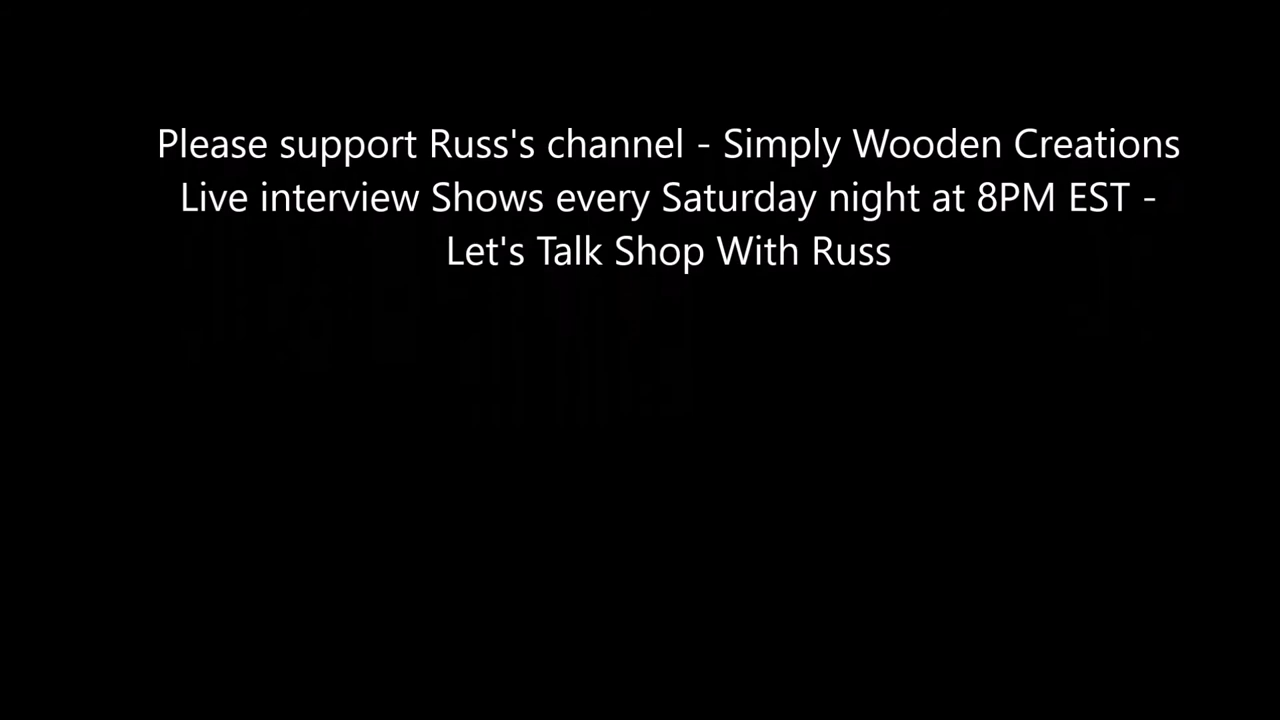 Please support Russ's channel - Simply Wooden Creations
Live interview Shows every Saturday night at 8PM EST -
Let's Talk Shop With Russ